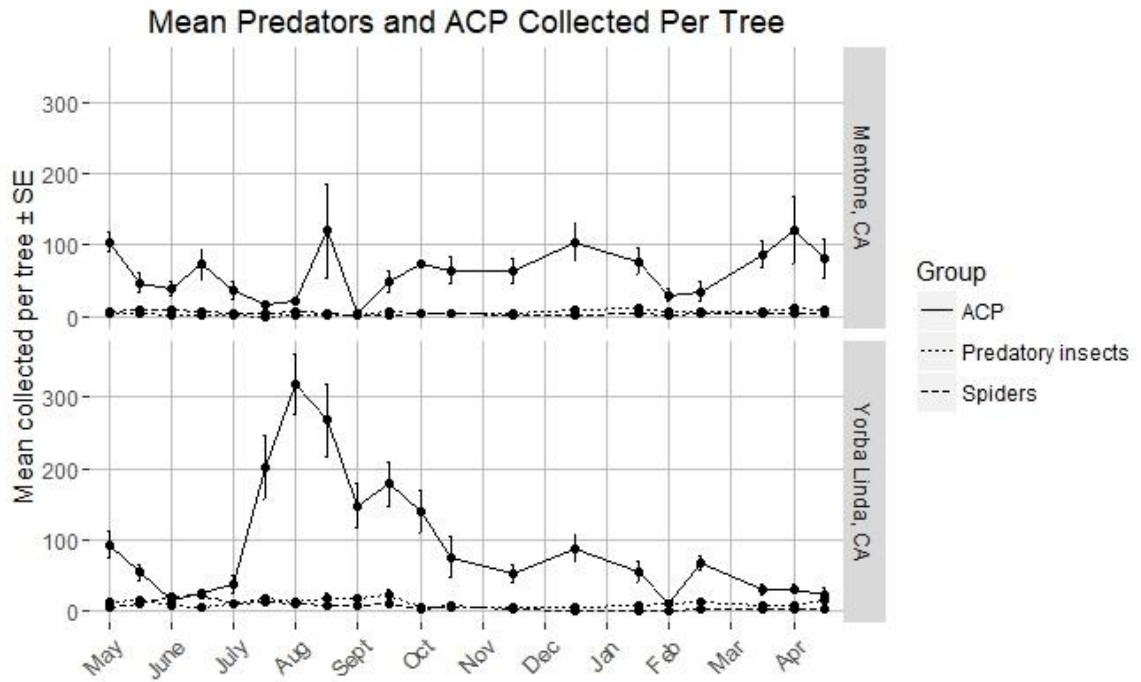 Mean Predators and ACP Collected Per Tree
Mean collected per tree ± SE
300
200
100
0
Mentone, CA
300
200
100
0
Yorba Linda, CA
May
June
July
Aug
Sept
Oct
Nov
Dec
Jan
Feb
Mar
Apr
Group
ACP
Predatory insects
Spiders